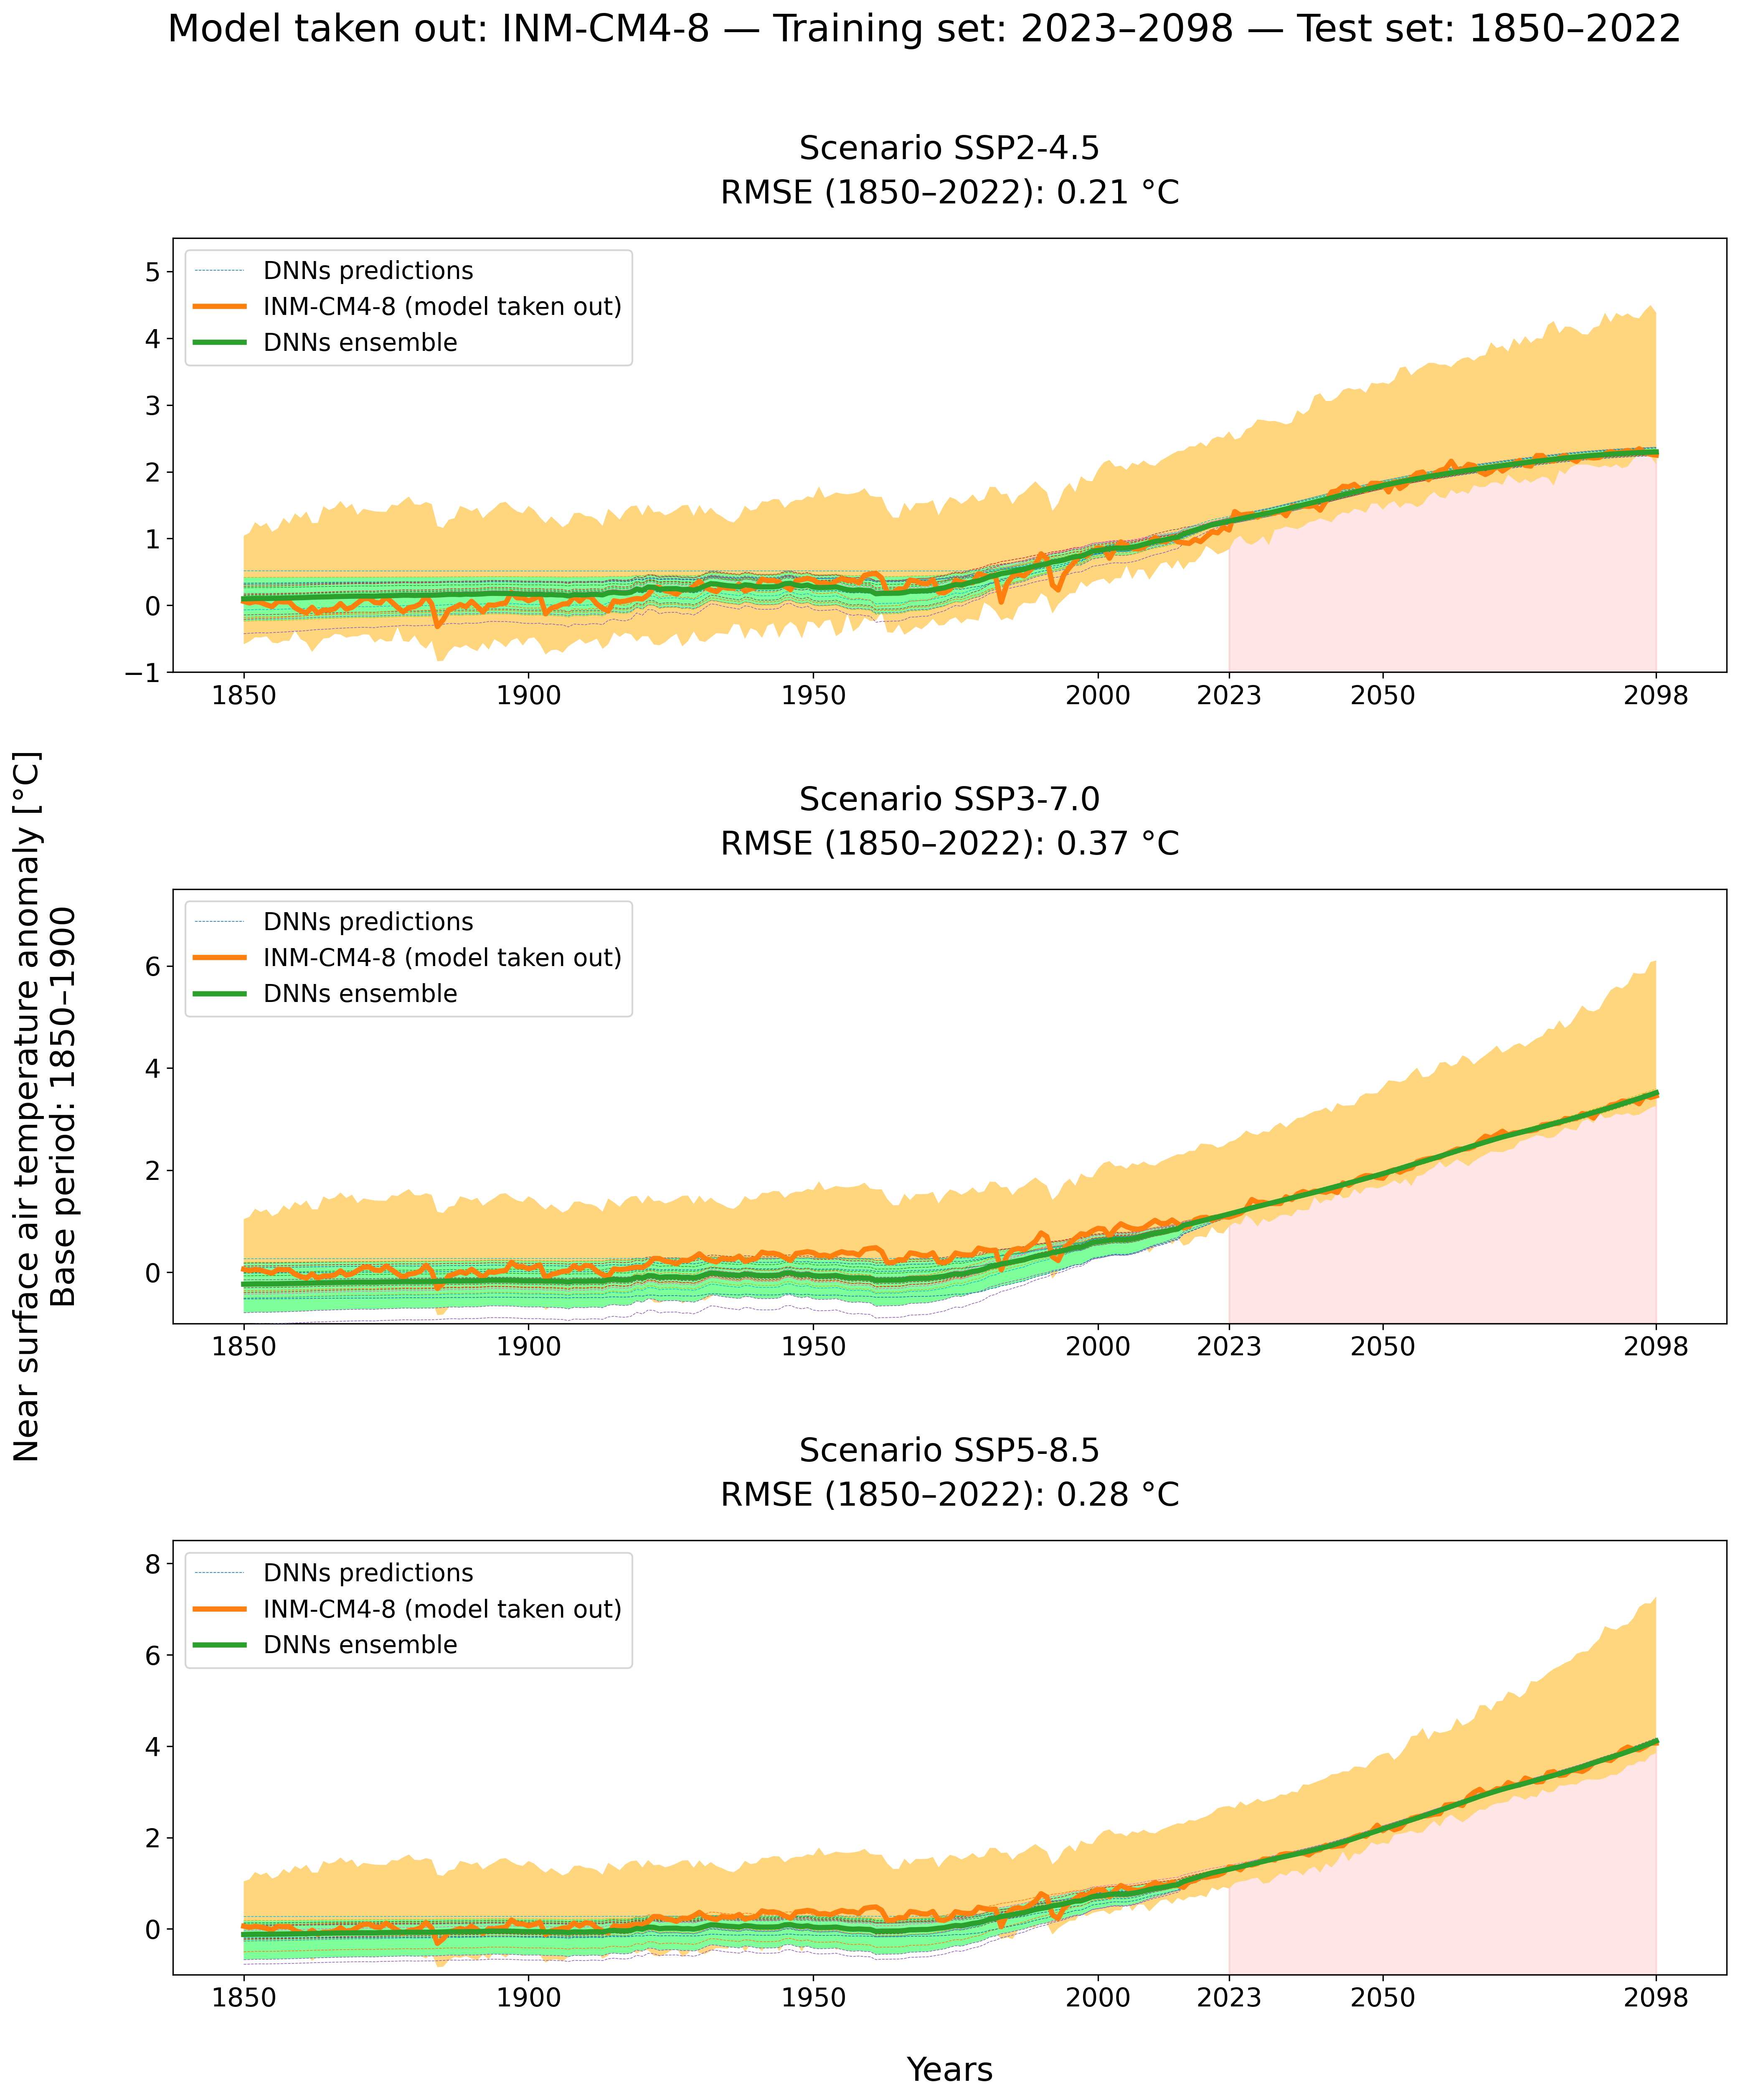 Model taken out: INM-CM4-8 — Training set: 2023–2098 — Test set: 1850–2022
Scenario SSP2-4.5
RMSE (1850–2022): 0.21 °C
DNNs predictions
INM-CM4-8 (model taken out)
DNNs ensemble
5
4
3
2
1
0
−1
1850 1900 1950 2000 2023 2050 2098
Near surface air temperature anomaly [°C]
Base period: 1850–1900
Scenario SSP3-7.0
RMSE (1850–2022): 0.37 °C
DNNs predictions
INM-CM4-8 (model taken out)
DNNs ensemble
6
4
2
0
1850 1900 1950 2000 2023 2050 2098
Scenario SSP5-8.5
RMSE (1850–2022): 0.28 °C
DNNs predictions
INM-CM4-8 (model taken out)
DNNs ensemble
8
6
4
2
0
1850 1900 1950 2000 2023 2050 2098
Years